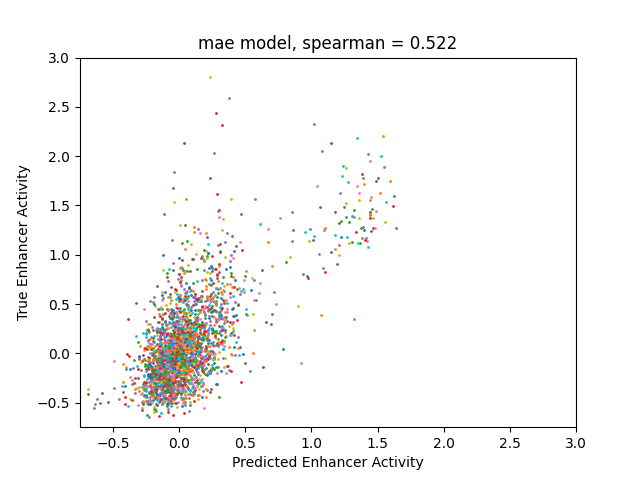 mae model, spearman = 0.522
3.0
2.5
2.0
1.5
1.0
0.5
0.0
−0.5
True Enhancer Activity
−0.5 0.0 0.5 1.0 1.5 2.0 2.5 3.0
Predicted Enhancer Activity